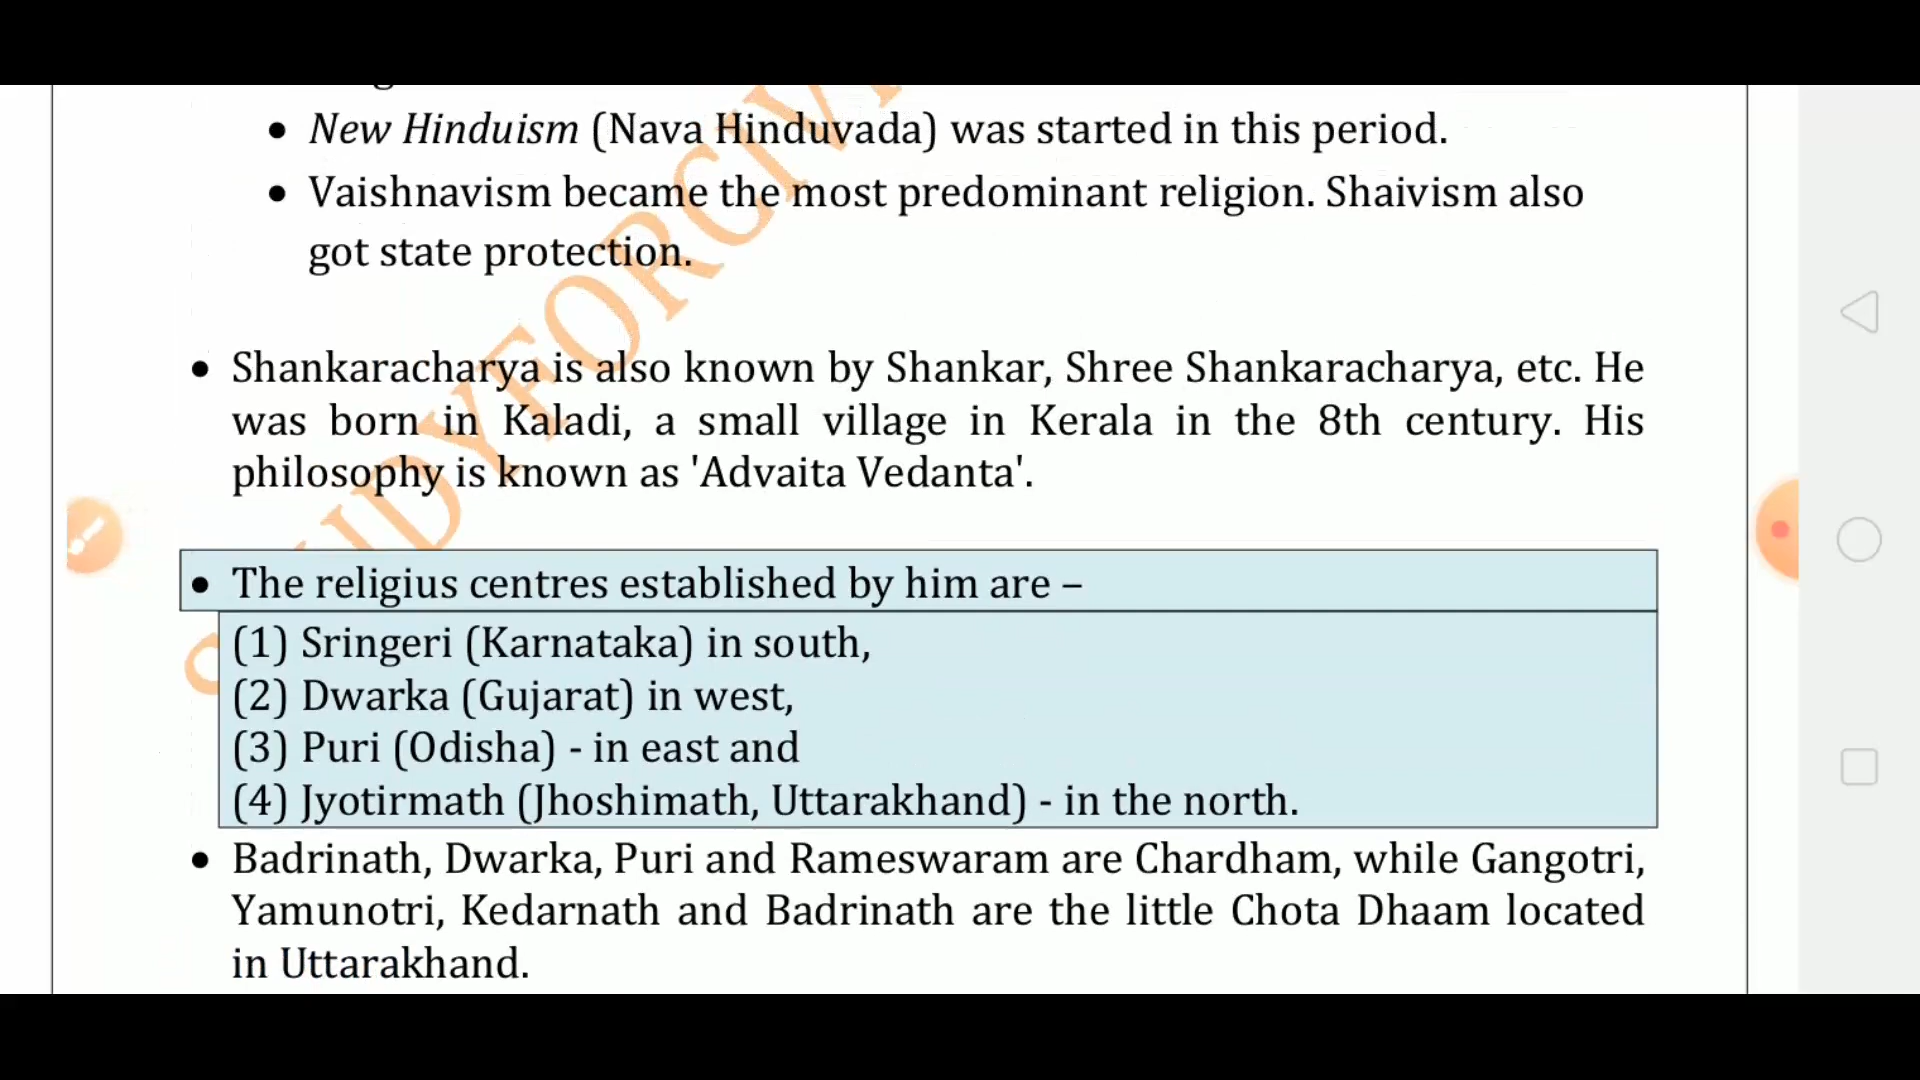 • New Hinduism (Nava Hinduvada) was started in this period.
• Vaishnavism became the most predominant religion. Shaivism also
got state protection.
• Shankaracharya is also known by Shankar, Shree Shankaracharya, etc. He
was born in Kaladi, a small village in Kerala in the 8th century. His
philosophy is known as 'Advaita Vedanta'.
• The religius centres established by him are –
(1) Sringeri (Karnataka) in south,
(2) Dwarka (Gujarat) in west,
(3) Puri (Odisha) - in east and
(4) Jyotirmath (Jhoshimath, Uttarakhand) - in the north.
• Badrinath, Dwarka, Puri and Rameswaram are Chardham, while Gangotri,
Yamunotri, Kedarnath and Badrinath are the little Chota Dhaam located
in Uttarakhand.